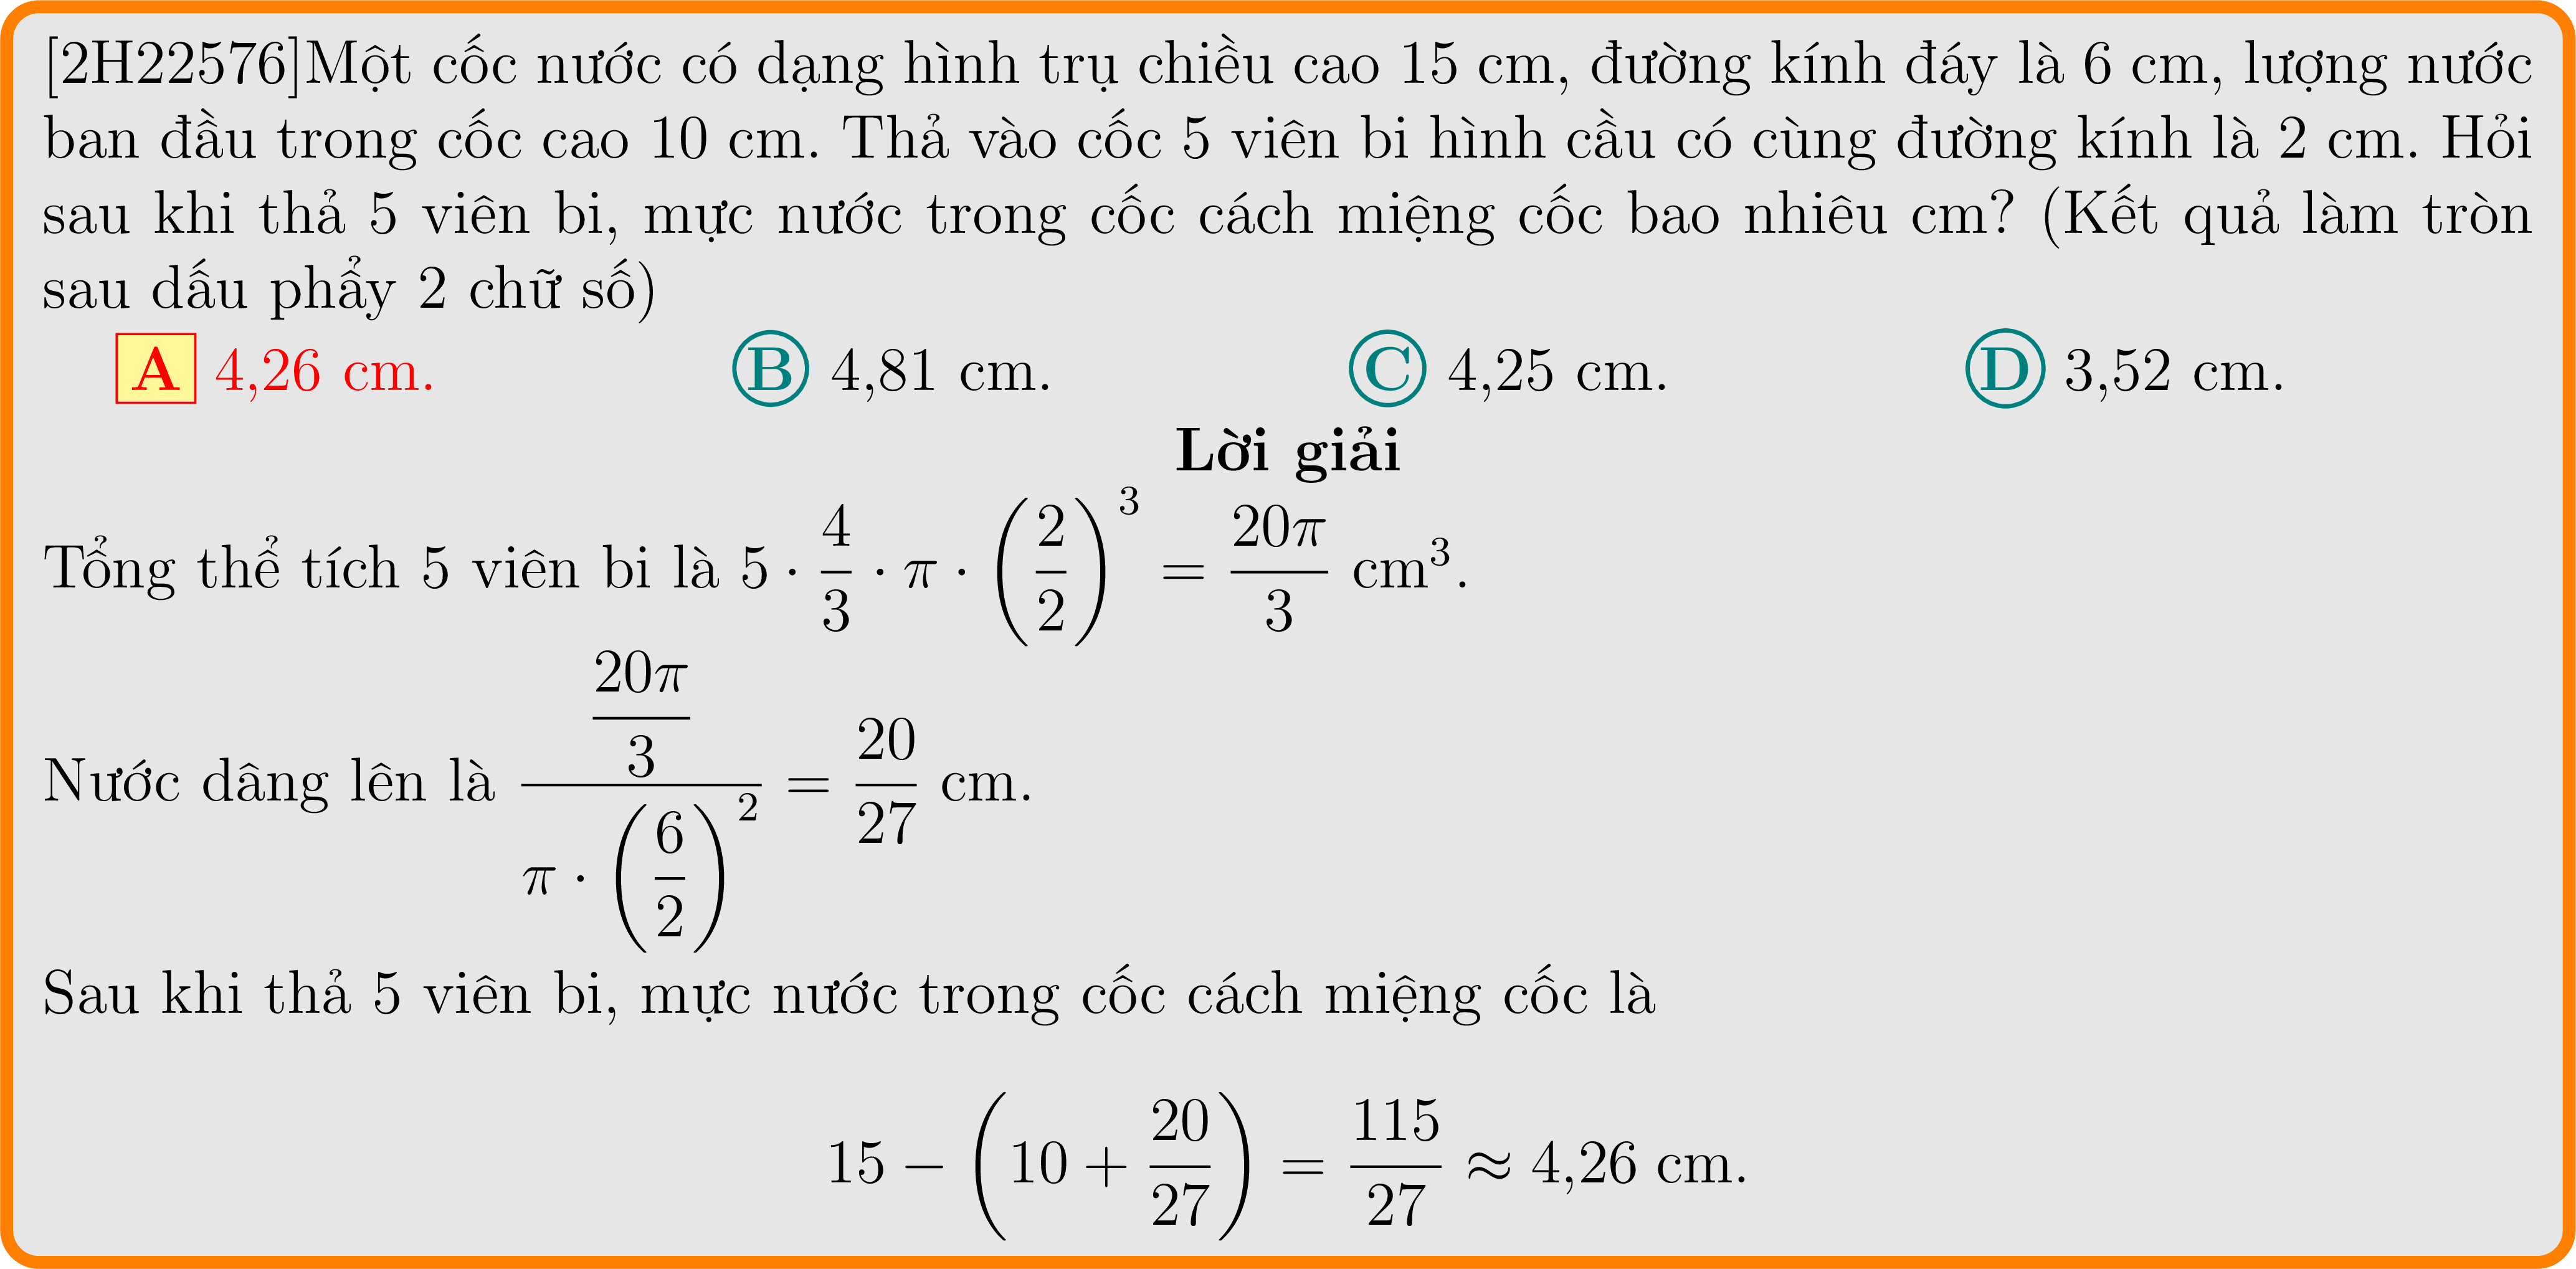 [2H22576]Một cốc nước có dạng hình trụ chiều cao 15 cm, đường kính đáy là 6 cm, lượng nước
ban đầu trong cốc cao 10 cm. Thả vào cốc 5 viên bi hình cầu có cùng đường kính là 2 cm. Hỏi
sau khi thả 5 viên bi, mực nước trong cốc cách miệng cốc bao nhiêu cm? (Kết quả làm tròn
sau dấu phẩy 2 chữ số)
A 4,26 cm. B 4,81 cm. C 4,25 cm. D 3,52 cm.
Lời giải
Tổng thể tích 5 viên bi là $5 \cdot \frac{4}{3} \cdot \pi \cdot \left(\frac{2}{2}\right)^3 = \frac{20\pi}{3}$ cm³.
Nước dâng lên là $\frac{\frac{20\pi}{3}}{\pi \cdot \left(\frac{6}{2}\right)^2} = \frac{20}{27}$ cm.
Sau khi thả 5 viên bi, mực nước trong cốc cách miệng cốc là
$15 - \left(10 + \frac{20}{27}\right) = \frac{115}{27} \approx 4,26$ cm.